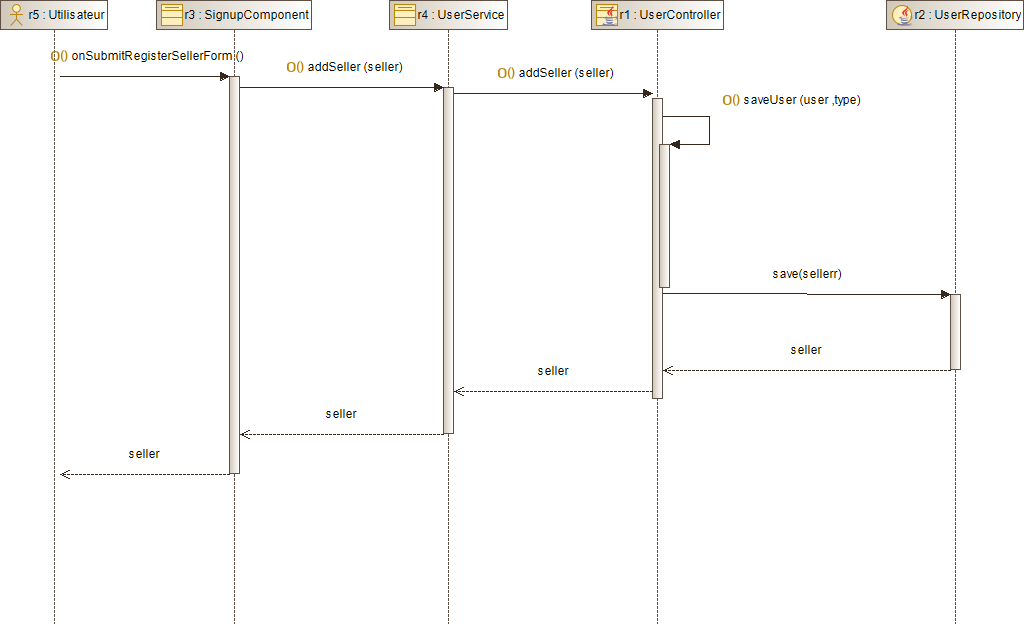 r5 : Utilisateur
r3 : SignupComponent
r4 : UserService
r1 : UserController
r2 : UserRepository
O() onSubmitRegisterSellerForm ()
O() addSeller (seller)
O() addSeller (seller)
O() saveUser (user ,type)
save(sellerr)
seller
seller
seller
seller